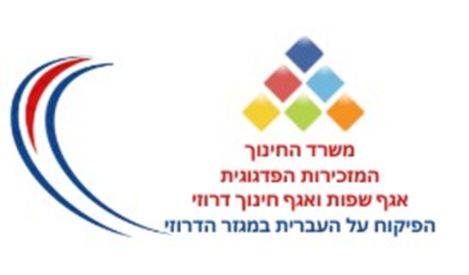 משרד החינוך
המזכירות הפדגוגית
אגף שפות ואגף חינוך דרוזי
הפיקוח על העברית במגזר הדרוזי